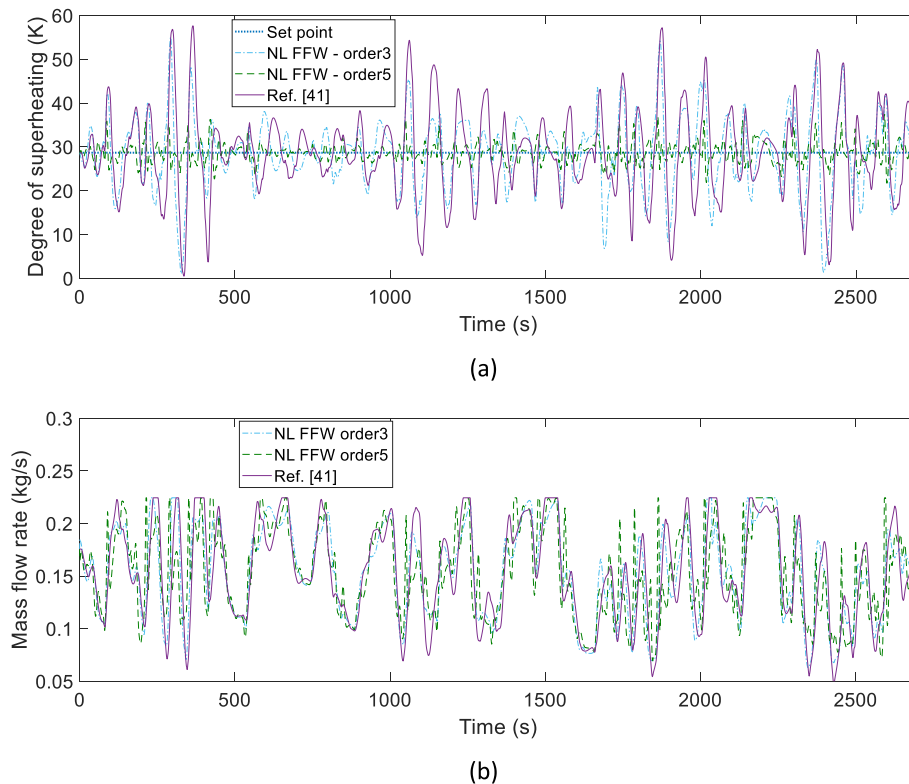 60
50
40
30
20
10
0
Degree of superheating (K)
Set point
NL FFW - order3
NL FFW - order5
Ref. [41]
0 500 1000 1500 2000 2500
Time (s)
(a)
0.3
0.25
0.2
0.15
0.1
0.05
Mass flow rate (kg/s)
NL FFW order3
NL FFW order5
Ref. [41]
0 500 1000 1500 2000 2500
Time (s)
(b)